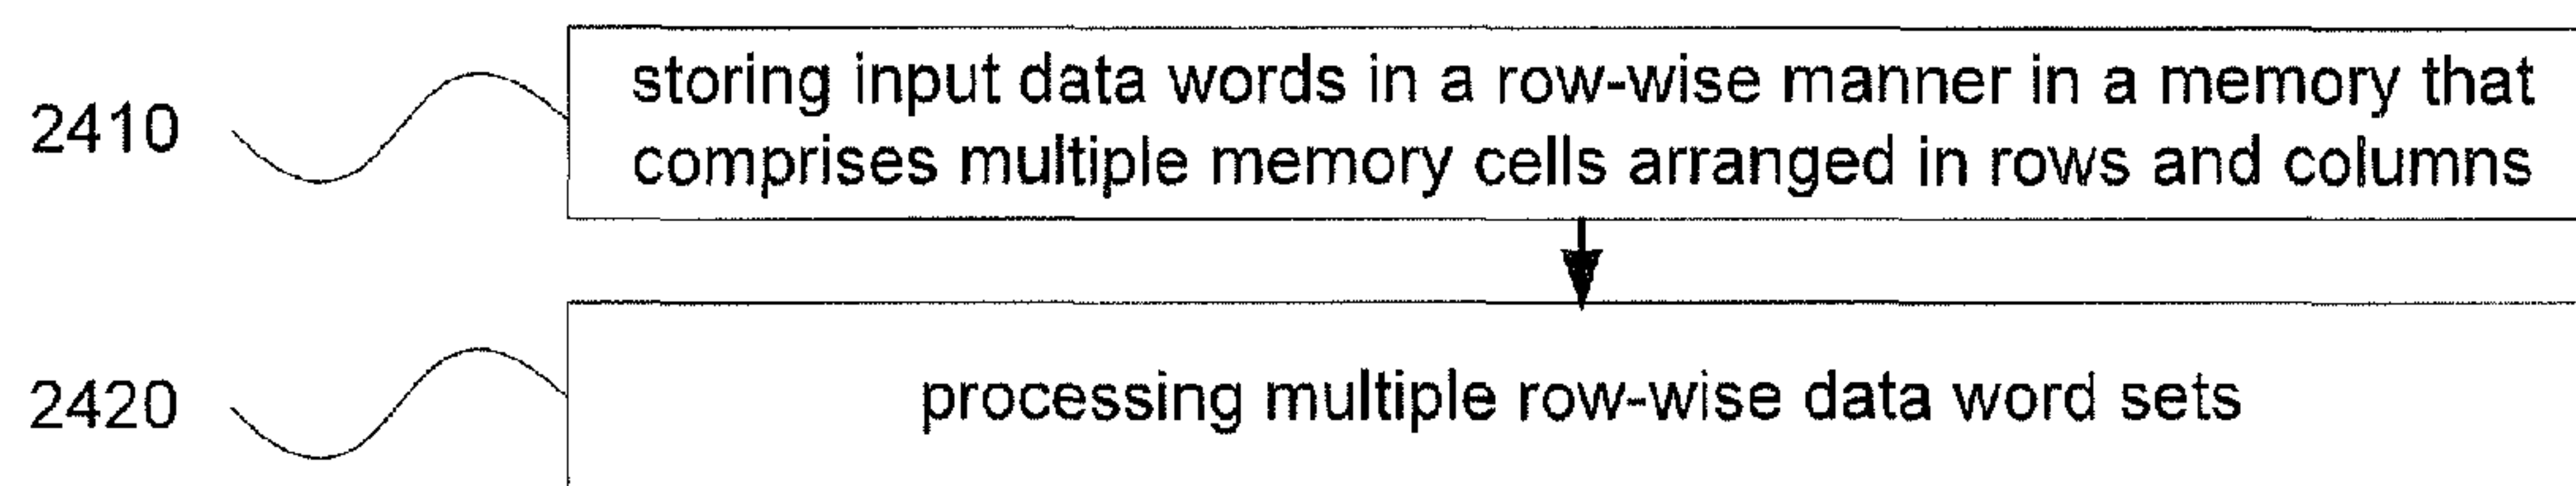 2410
storing input data words in a row-wise manner in a memory that
comprises multiple memory cells arranged in rows and columns
2420
processing multiple row-wise data word sets